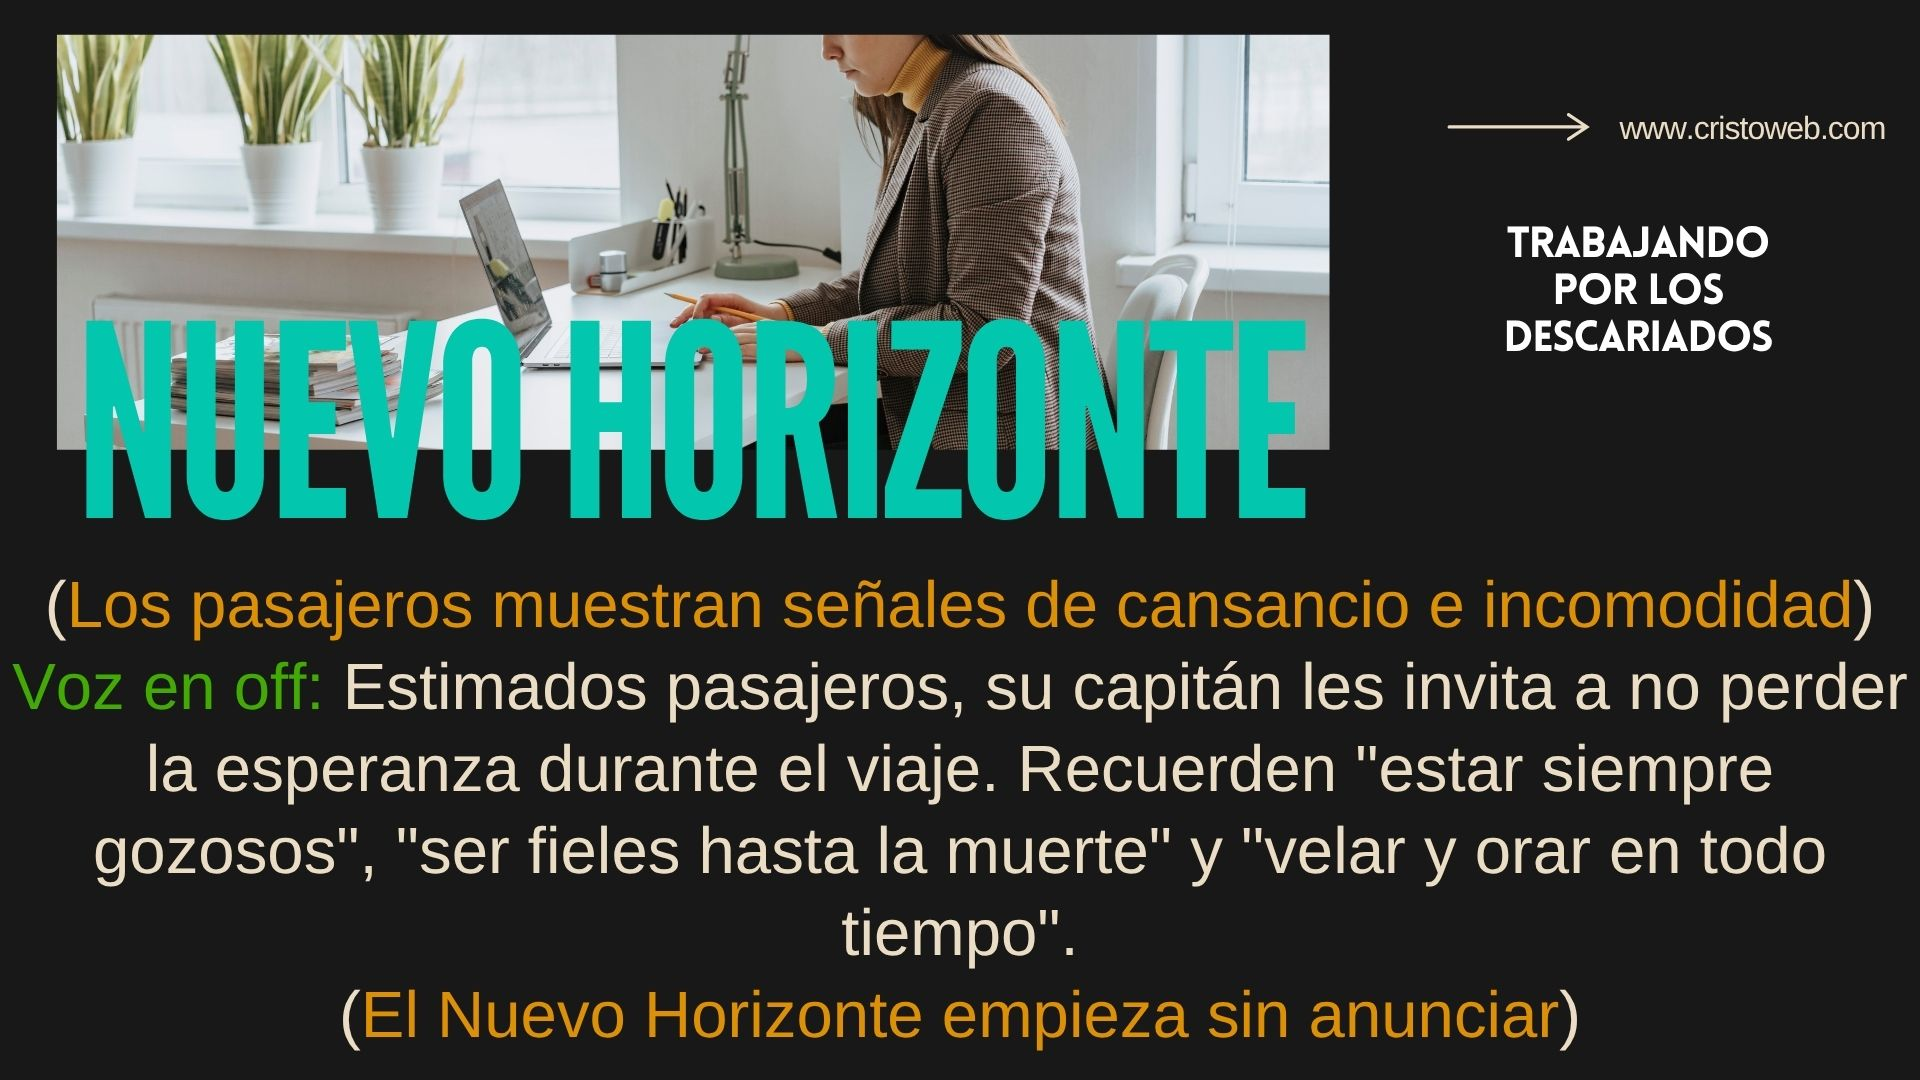 www.cristoweb.com
TRABAJANDO
POR LOS
DESCARIADOS
NUEVO HORIZONTE
(Los pasajeros muestran señales de cansancio e incomodidad)
Voz en off: Estimados pasajeros, su capitán les invita a no perder
la esperanza durante el viaje. Recuerden "estar siempre
gozosos", "ser fieles hasta la muerte" y "velar y orar en todo
tiempo".
(El Nuevo Horizonte empieza sin anunciar)